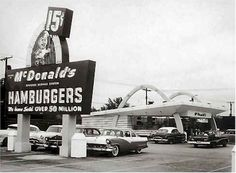 15¢
McDonald's
HAMBURGERS
We have Sold OVER 50 MILLION